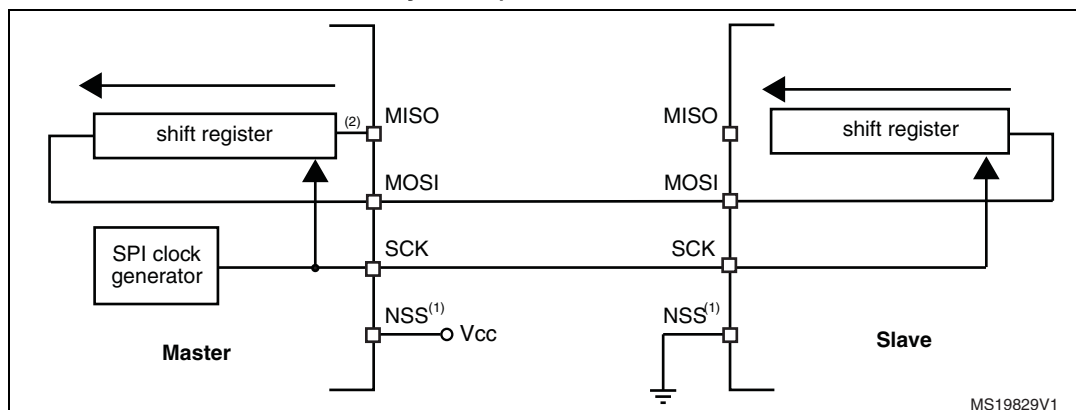 MISO
MISO
shift register
(2)
shift register
MOSI
MOSI
SPI clock
generator
SCK
SCK
NSS(1)
NSS(1)
Vcc
Master
Slave
MS19829V1